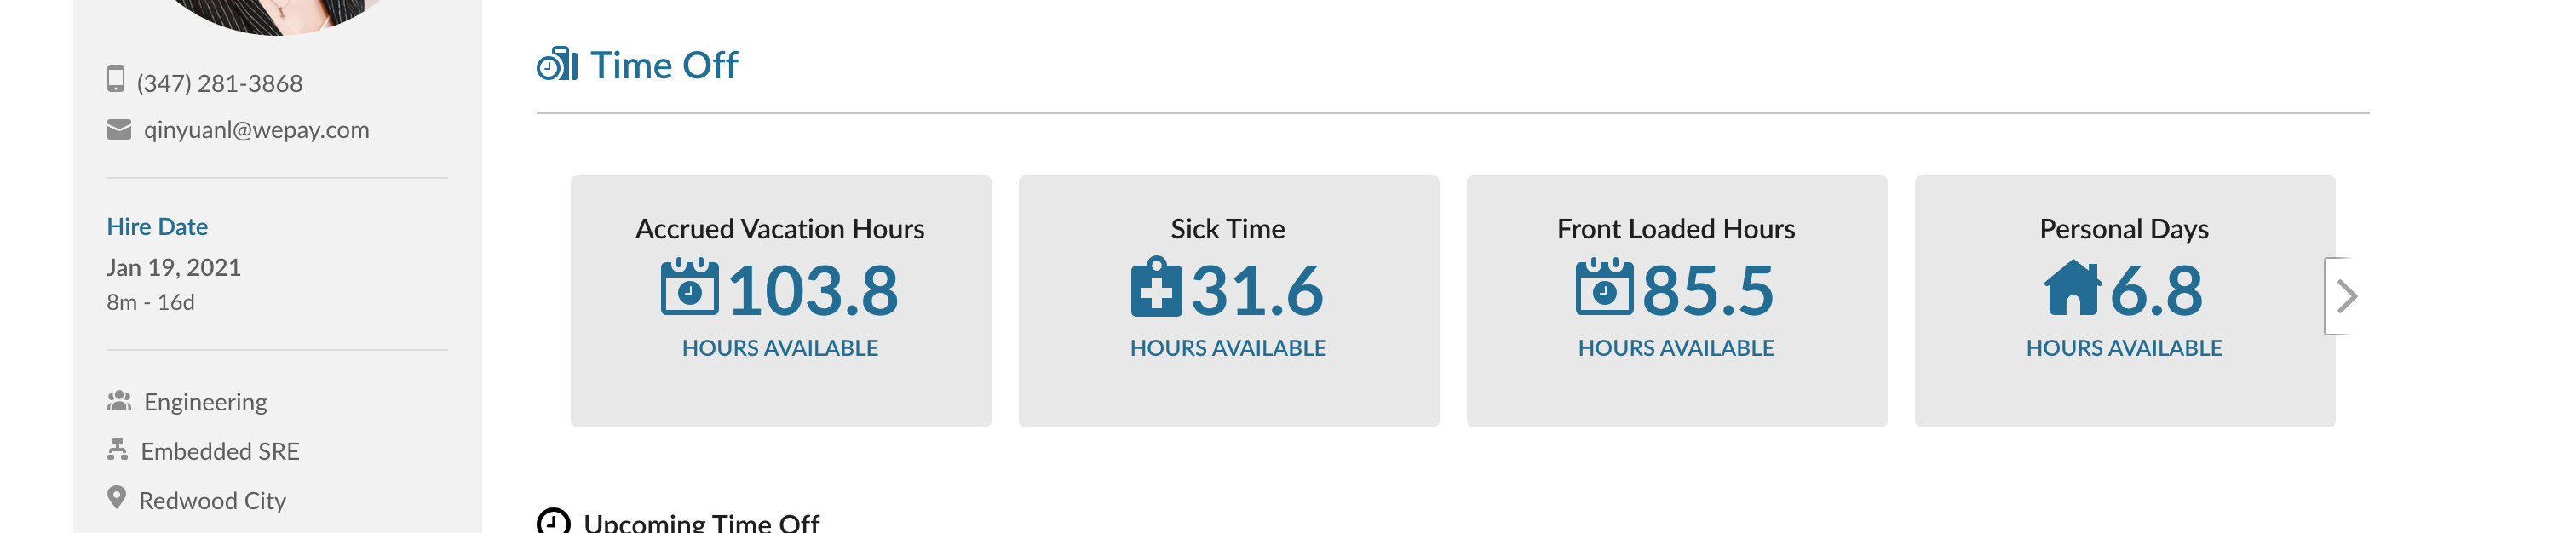 (347) 281-3868
qinyuanl@wepay.com
Hire Date
Jan 19, 2021
8m - 16d
Engineering
Embedded SRE
Redwood City
Time Off
Accrued Vacation Hours
103.8
HOURS AVAILABLE
Sick Time
31.6
HOURS AVAILABLE
Front Loaded Hours
85.5
HOURS AVAILABLE
Personal Days
6.8
HOURS AVAILABLE
Upcoming Time Off